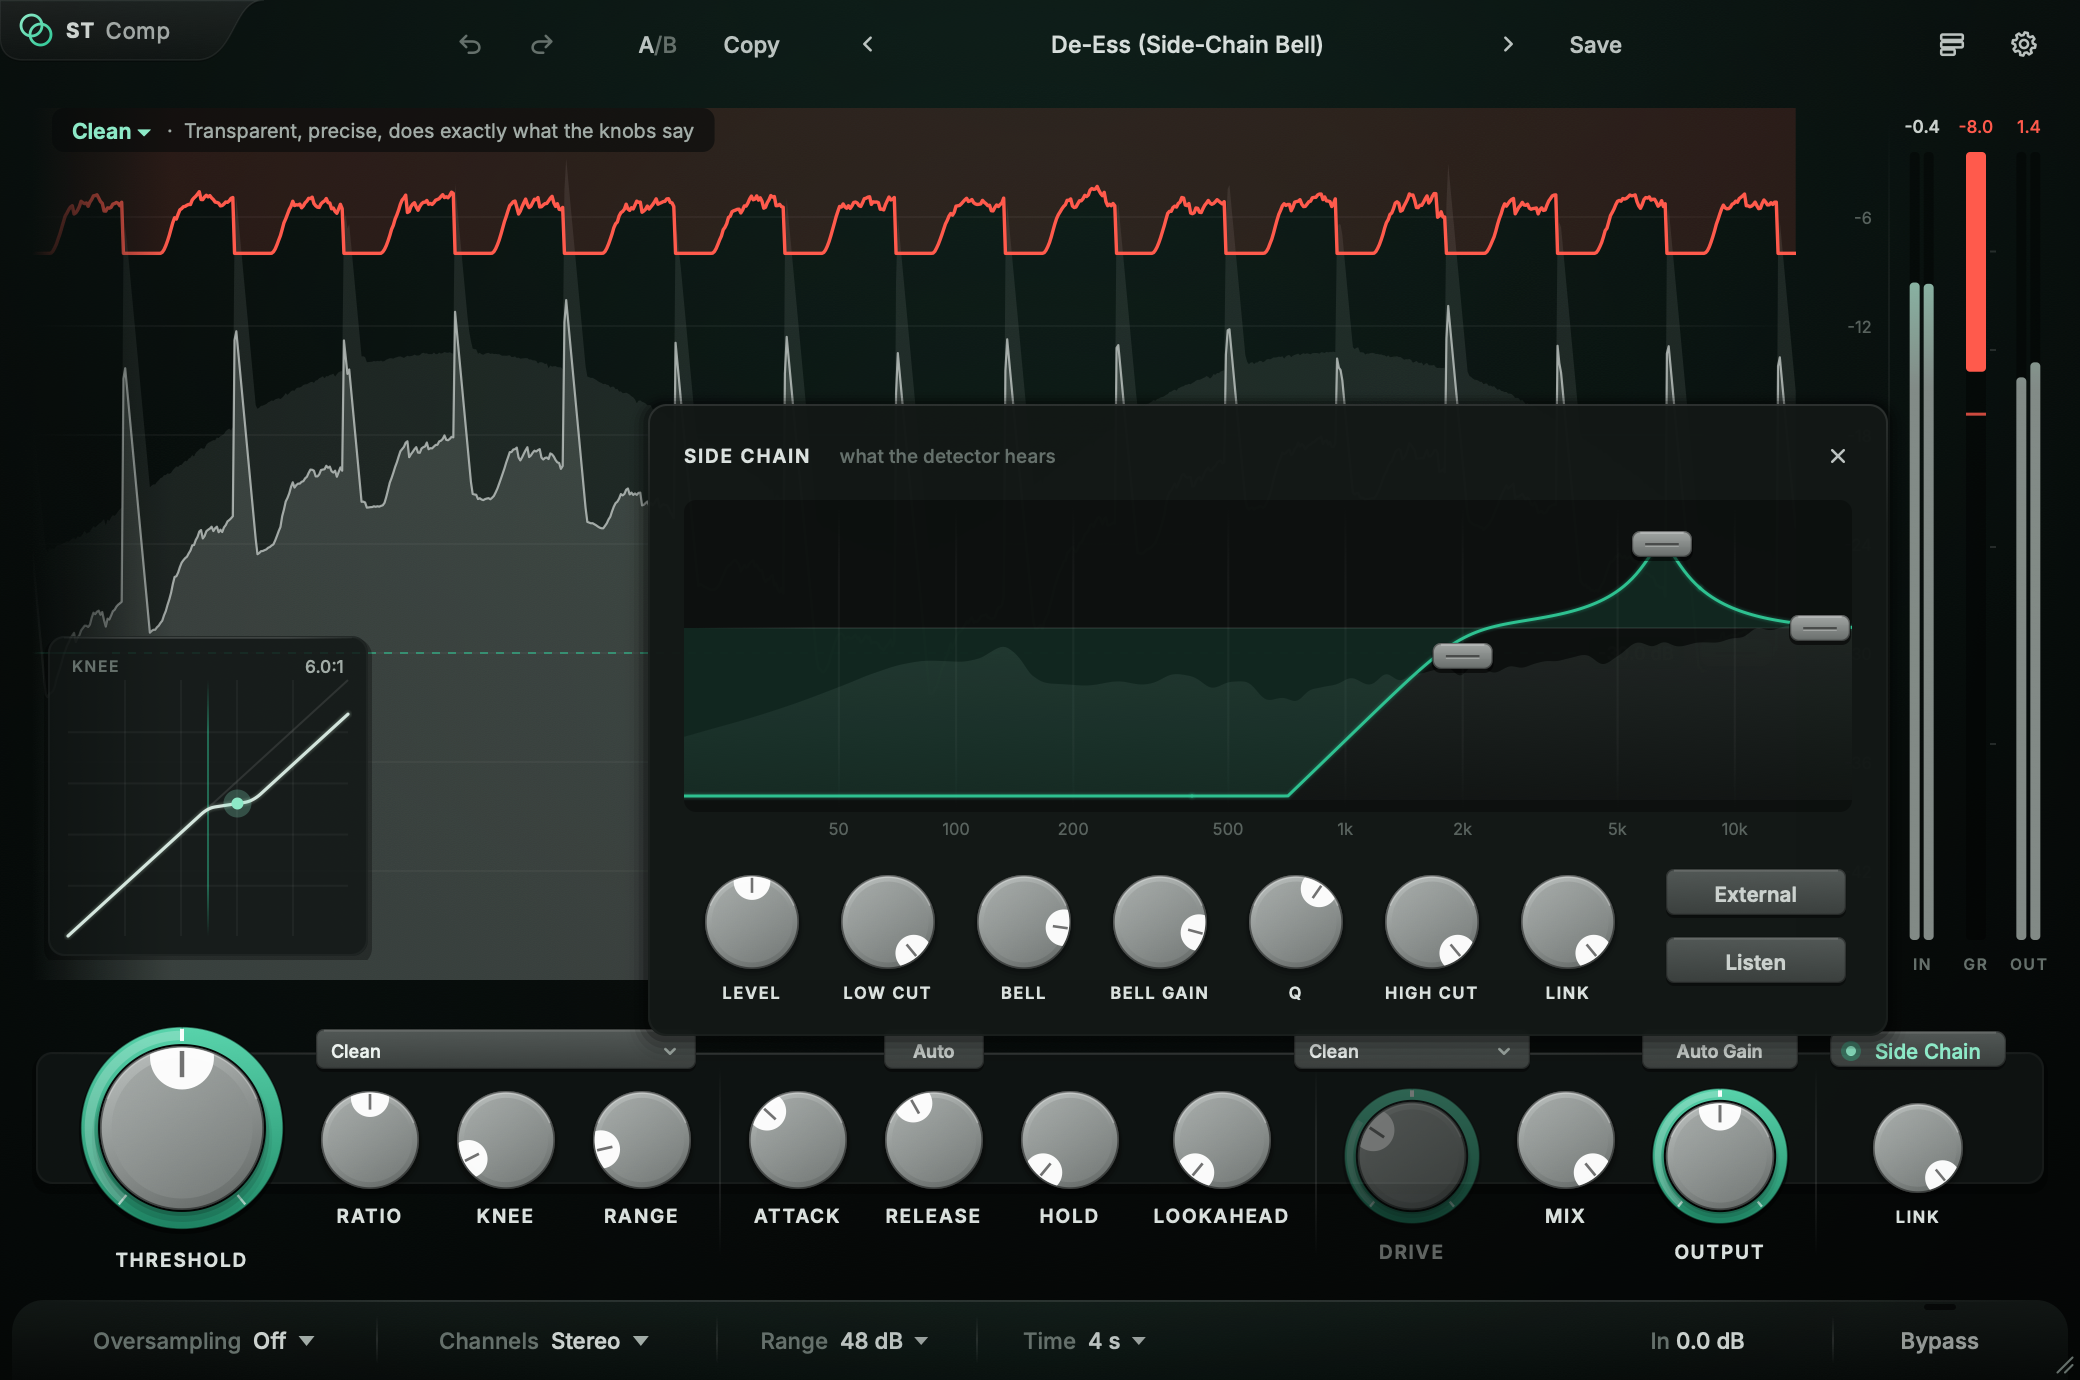 ST Comp
A/B
Copy
De-Ess (Side-Chain Bell)
Save
Clean · Transparent, precise, does exactly what the knobs say
-0.4 -8.0 1.4
-6
-12
SIDE CHAIN what the detector hears
KNEE 6.0:1
50 100 200 500 1k 2k 5k 10k
External
Listen
LEVEL LOW CUT BELL BELL GAIN Q HIGH CUT LINK
IN GR OUT
Clean
Auto
Clean
Auto Gain
Side Chain
RATIO KNEE RANGE ATTACK RELEASE HOLD LOOKAHEAD MIX LINK
THRESHOLD DRIVE OUTPUT
Oversampling Off
Channels Stereo
Range 48 dB
Time 4 s
In 0.0 dB
Bypass